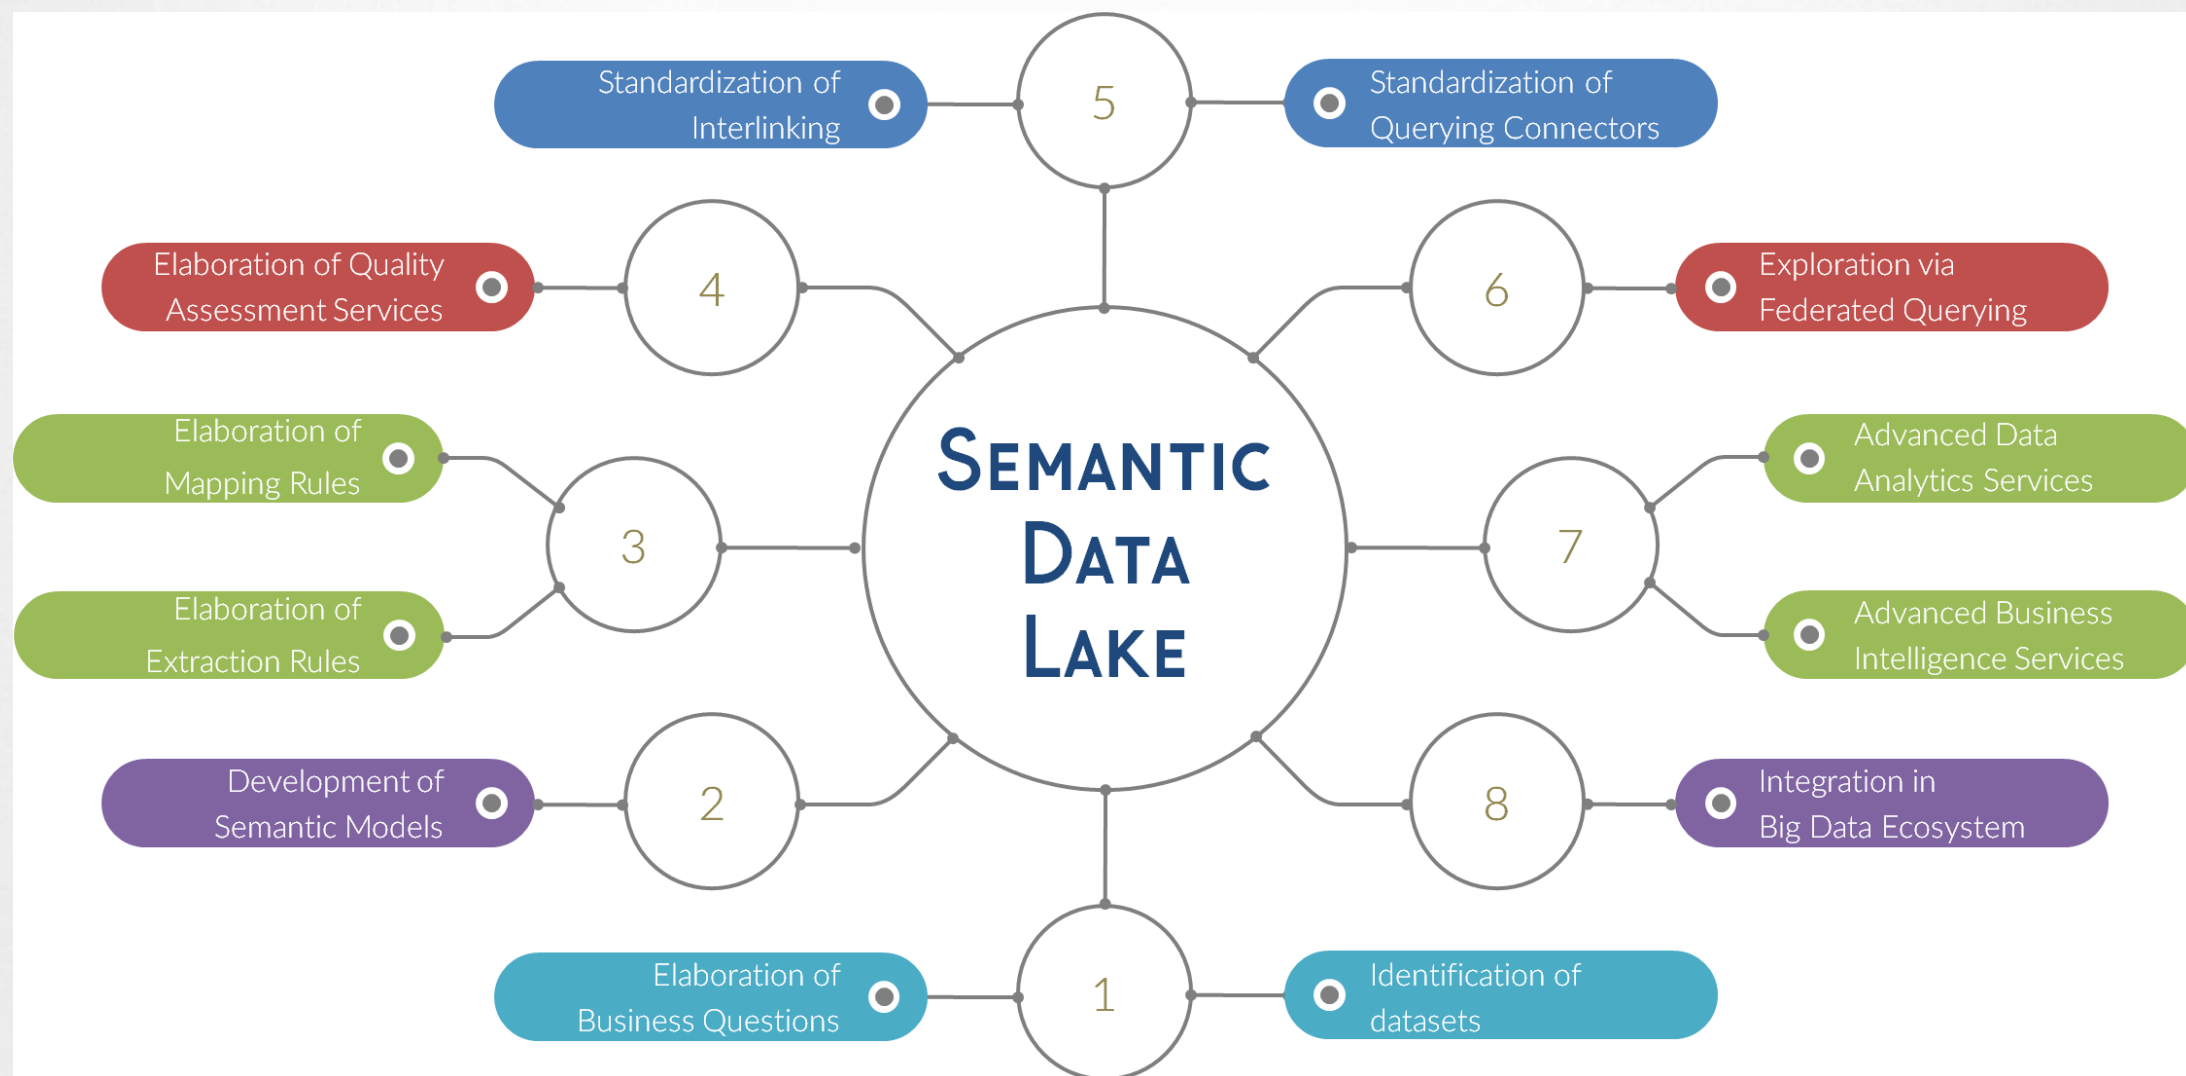 Standardization of
Interlinking
5
Standardization of
Querying Connectors
Elaboration of Quality
Assessment Services
4
6
Exploration via
Federated Querying
Elaboration of
Mapping Rules
Elaboration of
Extraction Rules
3
SEMANTIC
DATA
LAKE
7
Advanced Data
Analytics Services
Advanced Business
Intelligence Services
Development of
Semantic Models
2
8
Integration in
Big Data Ecosystem
Elaboration of
Business Questions
1
Identification of
datasets